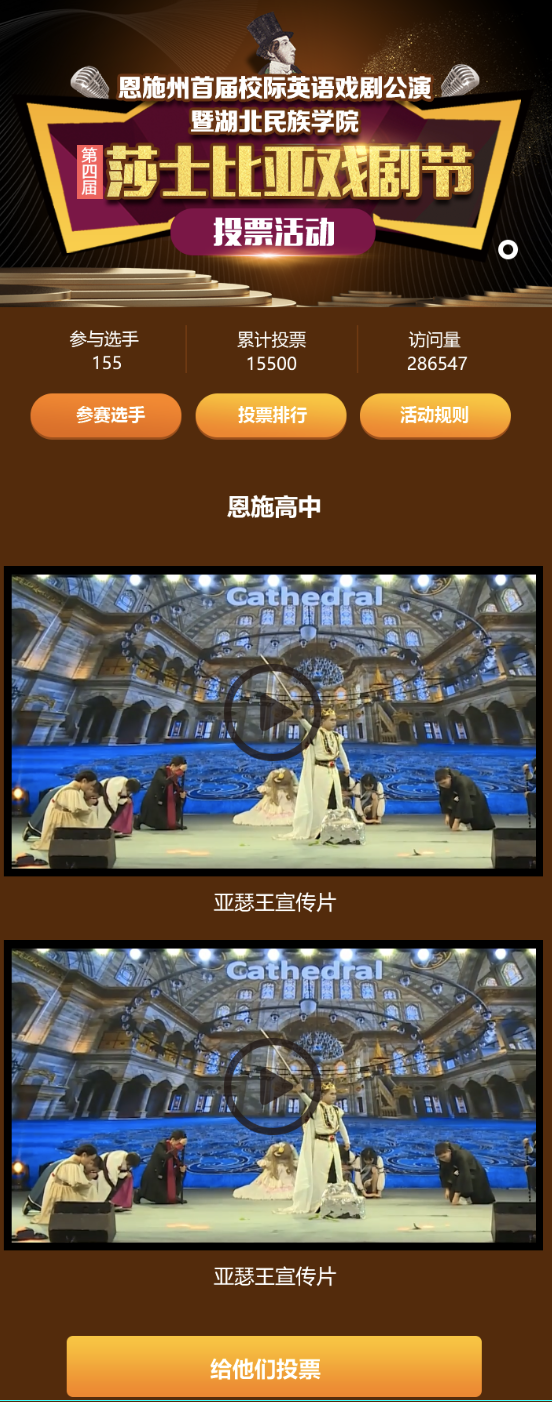 恩施州首届校际英语戏剧公演
暨湖北民族学院
第四届
莎士比亚戏剧节
投票活动
参与选手
155
累计投票
15500
访问量
286547
参赛选手
投票排行
活动规则
恩施高中
Cathedral
亚瑟王宣传片
Cathedral
亚瑟王宣传片
给他们投票